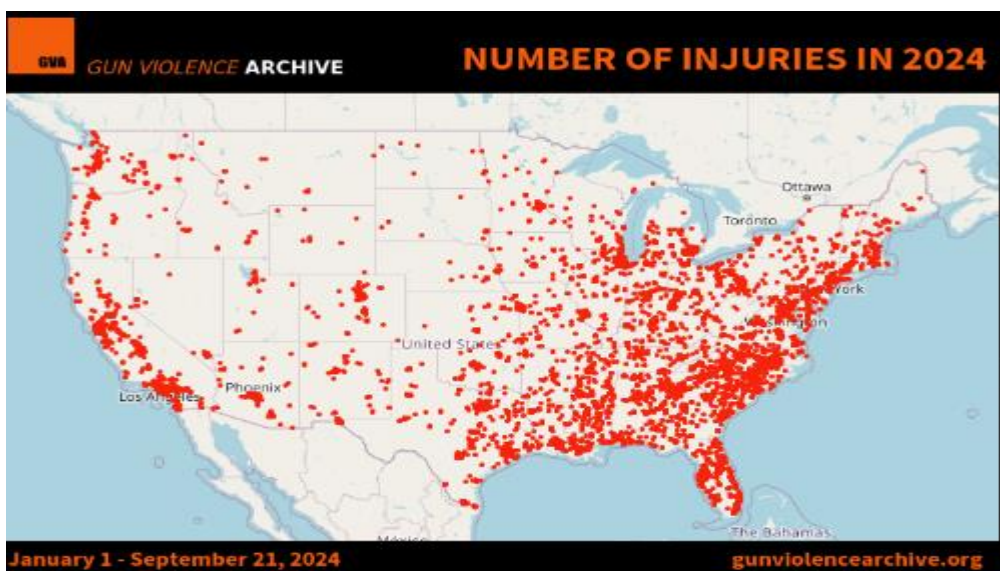 GVA
GUN VIOLENCE ARCHIVE
NUMBER OF INJURIES IN 2024
Ottawa
Toronto
York
Washington
United States
Phoenix
Los Angeles
México
The Bahamas
January 1 - September 21, 2024
gunviolencearchive.org